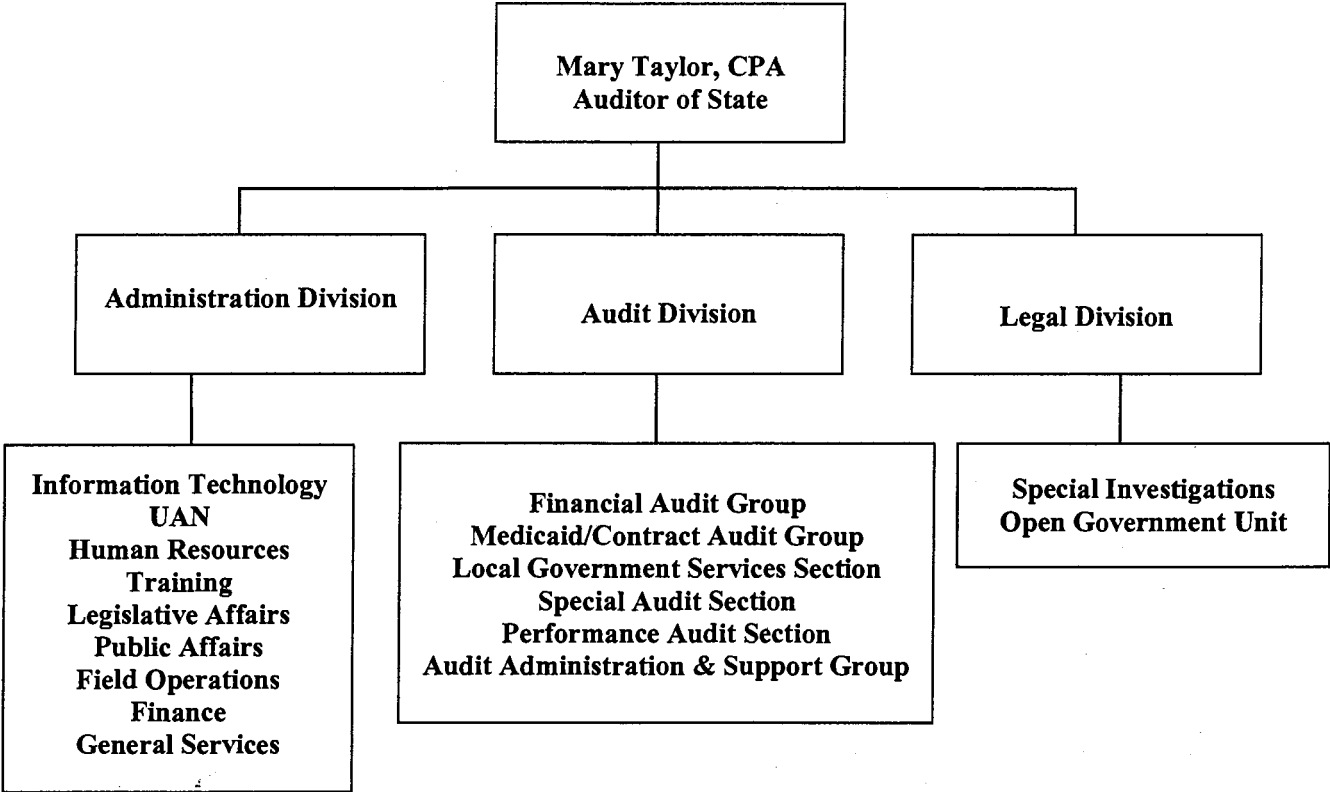 Mary Taylor, CPA
Auditor of State
Administration Division
Audit Division
Legal Division
Information Technology
UAN
Human Resources
Training
Legislative Affairs
Public Affairs
Field Operations
Finance
General Services
Financial Audit Group
Medicaid/Contract Audit Group
Local Government Services Section
Special Audit Section
Performance Audit Section
Audit Administration & Support Group
Special Investigations
Open Government Unit